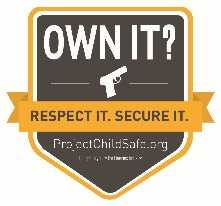 OWN IT?
RESPECT IT. SECURE IT.
ProjectChildSafe.org